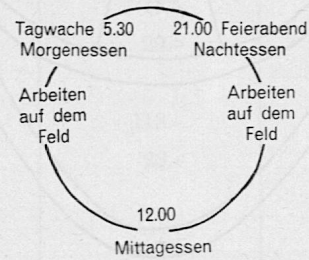 Tagwache 5.30
Morgenessen
21.00 Feierabend
Nachtessen
Arbeiten
auf dem
Feld
Arbeiten
auf dem
Feld
12.00
Mittagessen